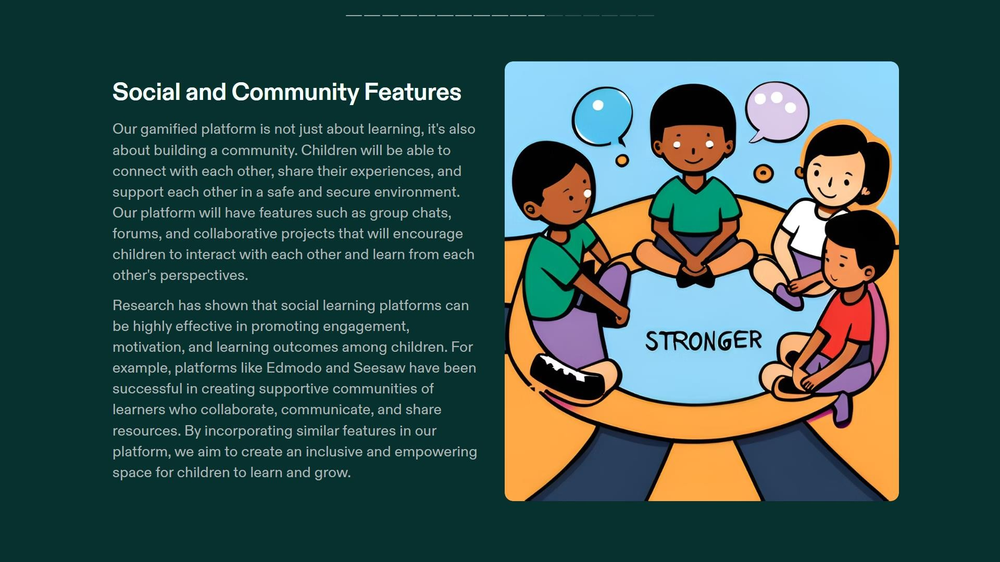 Social and Community Features
Our gamified platform is not just about learning, it's also
about building a community. Children will be able to
connect with each other, share their experiences, and
support each other in a safe and secure environment.
Our platform will have features such as group chats,
forums, and collaborative projects that will encourage
children to interact with each other and learn from each
other's perspectives.
Research has shown that social learning platforms can
be highly effective in promoting engagement,
motivation, and learning outcomes among children. For
example, platforms like Edmodo and Seesaw have been
successful in creating supportive communities of
learners who collaborate, communicate, and share
resources. By incorporating similar features in our
platform, we aim to create an inclusive and empowering
space for children to learn and grow.
STRONGER